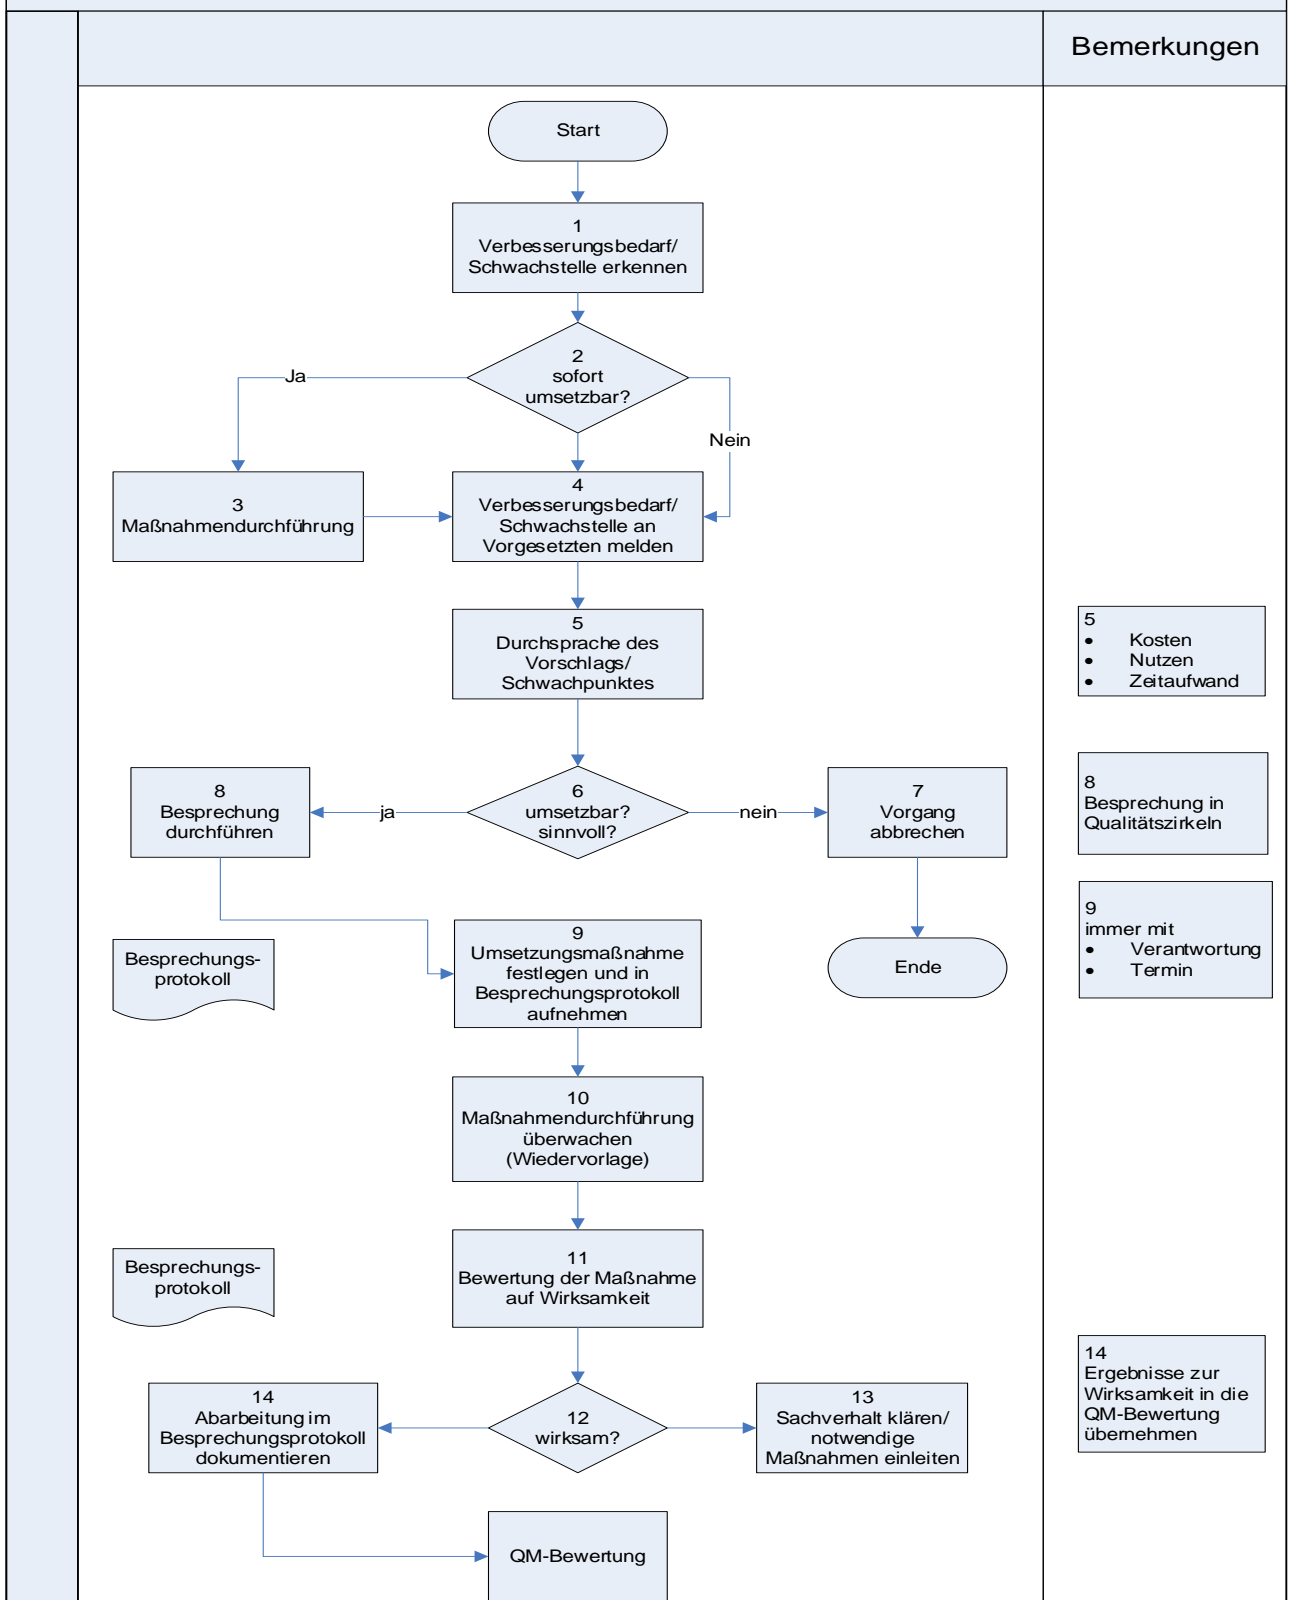 Bemerkungen
Start
1
Verbesserungsbedarf/
Schwachstelle erkennen
2
sofort
umsetzbar?
Ja
Nein
3
Maßnahmendurchführung
4
Verbesserungsbedarf/
Schwachstelle an
Vorgesetzten melden
5
Durchsprache des
Vorschlags/
Schwachpunktes
5
• Kosten
• Nutzen
• Zeitaufwand
8
Besprechung
durchführen
ja
6
umsetzbar?
sinnvoll?
nein
7
Vorgang
abbrechen
8
Besprechung in
Qualitätszirkeln
Besprechungs-
protokoll
9
Umsetzungsmaßnahme
festlegen und in
Besprechungsprotokoll
aufnehmen
Ende
9
immer mit
• Verantwortung
• Termin
10
Maßnahmendurchführung
überwachen
(Wiedervorlage)
Besprechungs-
protokoll
11
Bewertung der Maßnahme
auf Wirksamkeit
14
Abarbeitung im
Besprechungsprotokoll
dokumentieren
12
wirksam?
13
Sachverhalt klären/
notwendige
Maßnahmen einleiten
14
Ergebnisse zur
Wirksamkeit in die
QM-Bewertung
übernehmen
QM-Bewertung